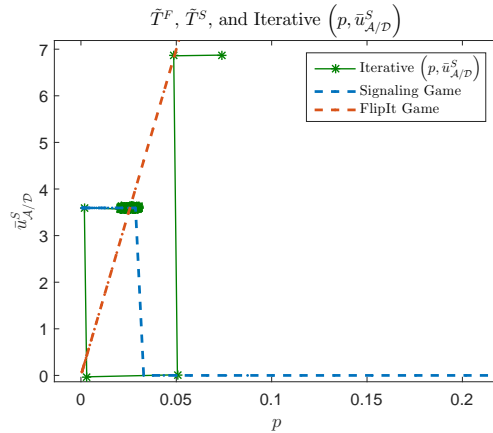 T̃^F, T̃^S, and Iterative (p, ū^S_{A/D})
Iterative (p, ū^S_{A/D})
Signaling Game
FlipIt Game
ū^S_{A/D}
7
6
5
4
3
2
1
0
0 0.05 0.1 0.15 0.2
p